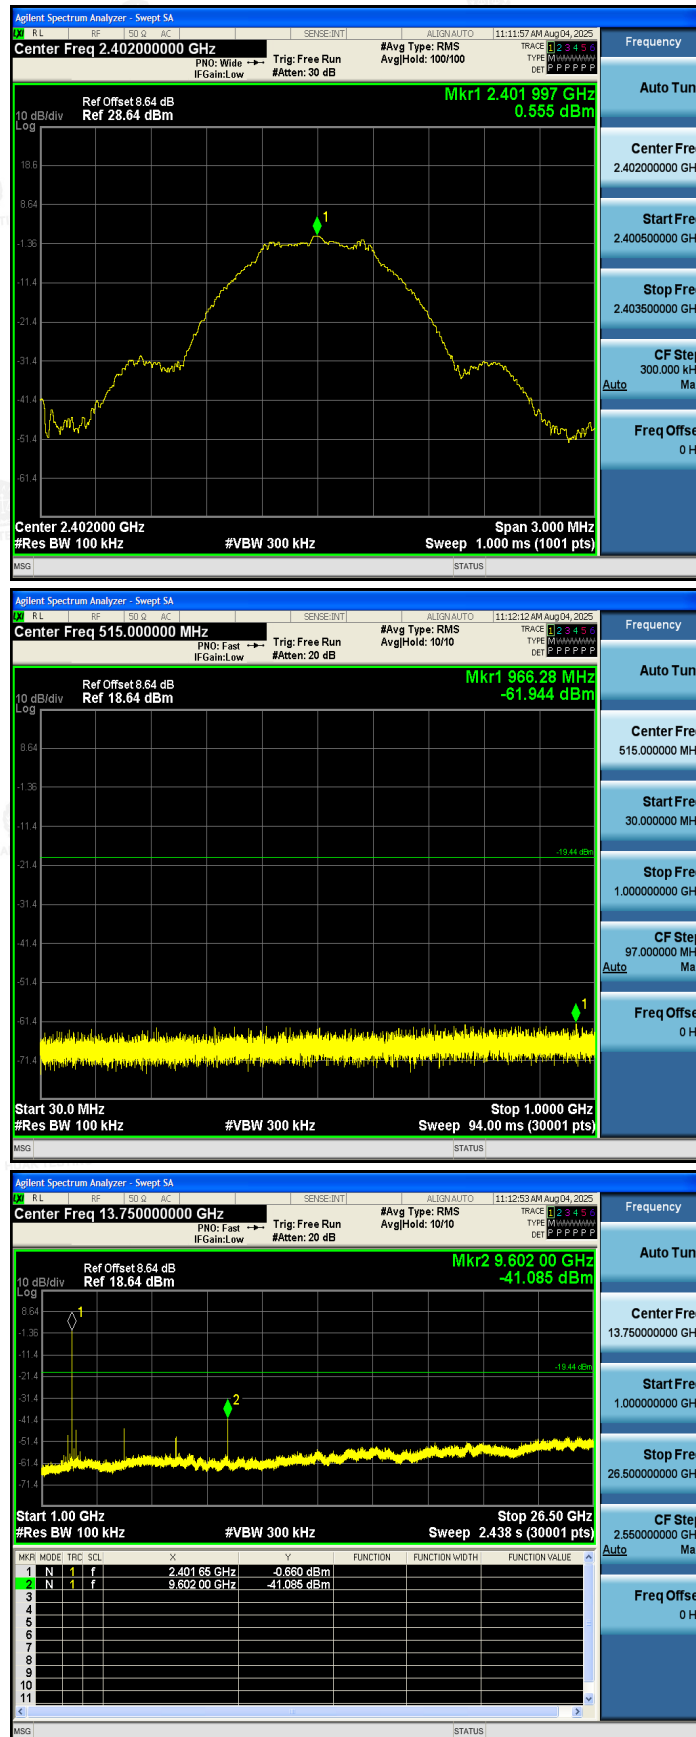 Agilent Spectrum Analyzer - Swept SA
LXI RL RF 50 Ω AC SENSE:INT ALIGNAUTO 11:11:57 AM Aug04, 2025
Center Freq 2.402000000 GHz #Avg Type: RMS TRACE 1 2 3 4 5 6 Frequency
PNO: Wide Trig: Free Run Avg|Hold: 100/100 TYPE M
IFGain:Low #Atten: 30 dB DET P P P P P P
Auto Tun
Mkr1 2.401 997 GHz
0.555 dBm
Ref Offset 8.64 dB
10 dB/div Ref 28.64 dBm
Log
Center Fre
2.402000000 GH
18.6
8.64
1
Start Fre
2.400500000 GH
-1.36
-11.4
Stop Fre
2.403500000 GH
-21.4
-31.4
CF Ste
300.000 kH
Auto Ma
-41.4
Freq Offse
0 H
-51.4
-61.4
Center 2.402000 GHz Span 3.000 MHz
#Res BW 100 kHz #VBW 300 kHz Sweep 1.000 ms (1001 pts)
MSG STATUS
Agilent Spectrum Analyzer - Swept SA
LXI RL RF 50 Ω AC SENSE:INT ALIGNAUTO 11:12:12 AM Aug04, 2025
Center Freq 515.000000 MHz #Avg Type: RMS TRACE 1 2 3 4 5 6 Frequency
PNO: Fast Trig: Free Run Avg|Hold: 10/10 TYPE M
IFGain:Low #Atten: 20 dB DET P P P P P P
Auto Tun
Mkr1 966.28 MHz
-61.944 dBm
Ref Offset 8.64 dB
10 dB/div Ref 18.64 dBm
Log
Center Fre
515.000000 MH
8.64
-1.36
Start Fre
30.000000 MH
-11.4
-19.44 dBm
-21.4
Stop Fre
1.000000000 GH
-31.4
-41.4
CF Ste
97.000000 MH
Auto Ma
-51.4
1
Freq Offse
0 H
-61.4
-71.4
Start 30.0 MHz Stop 1.0000 GHz
#Res BW 100 kHz #VBW 300 kHz Sweep 94.00 ms (30001 pts)
MSG STATUS
Agilent Spectrum Analyzer - Swept SA
LXI RL RF 50 Ω AC SENSE:INT ALIGNAUTO 11:12:53 AM Aug04, 2025
Center Freq 13.750000000 GHz #Avg Type: RMS TRACE 1 2 3 4 5 6 Frequency
PNO: Fast Trig: Free Run Avg|Hold: 10/10 TYPE M
IFGain:Low #Atten: 20 dB DET P P P P P P
Auto Tun
Mkr2 9.602 00 GHz
-41.085 dBm
Ref Offset 8.64 dB
10 dB/div Ref 18.64 dBm
Log
8.64
1
Center Fre
13.750000000 GH
-1.36
-11.4
-19.44 dBm
-21.4
Start Fre
1.000000000 GH
-31.4
2
-41.4
-51.4
Stop Fre
26.500000000 GH
-61.4
-71.4
Start 1.00 GHz Stop 26.50 GHz
#Res BW 100 kHz #VBW 300 kHz Sweep 2.438 s (30001 pts)
CF Ste
2.550000000 GH
Auto Ma
MKR MODE TRC SCL X Y FUNCTION FUNCTION WIDTH FUNCTION VALUE
1 N 1 f 2.401 65 GHz -0.660 dBm
2 N 1 f 9.602 00 GHz -41.085 dBm
3
4
Freq Offse
0 H
5
6
7
8
9
10
11
MSG STATUS